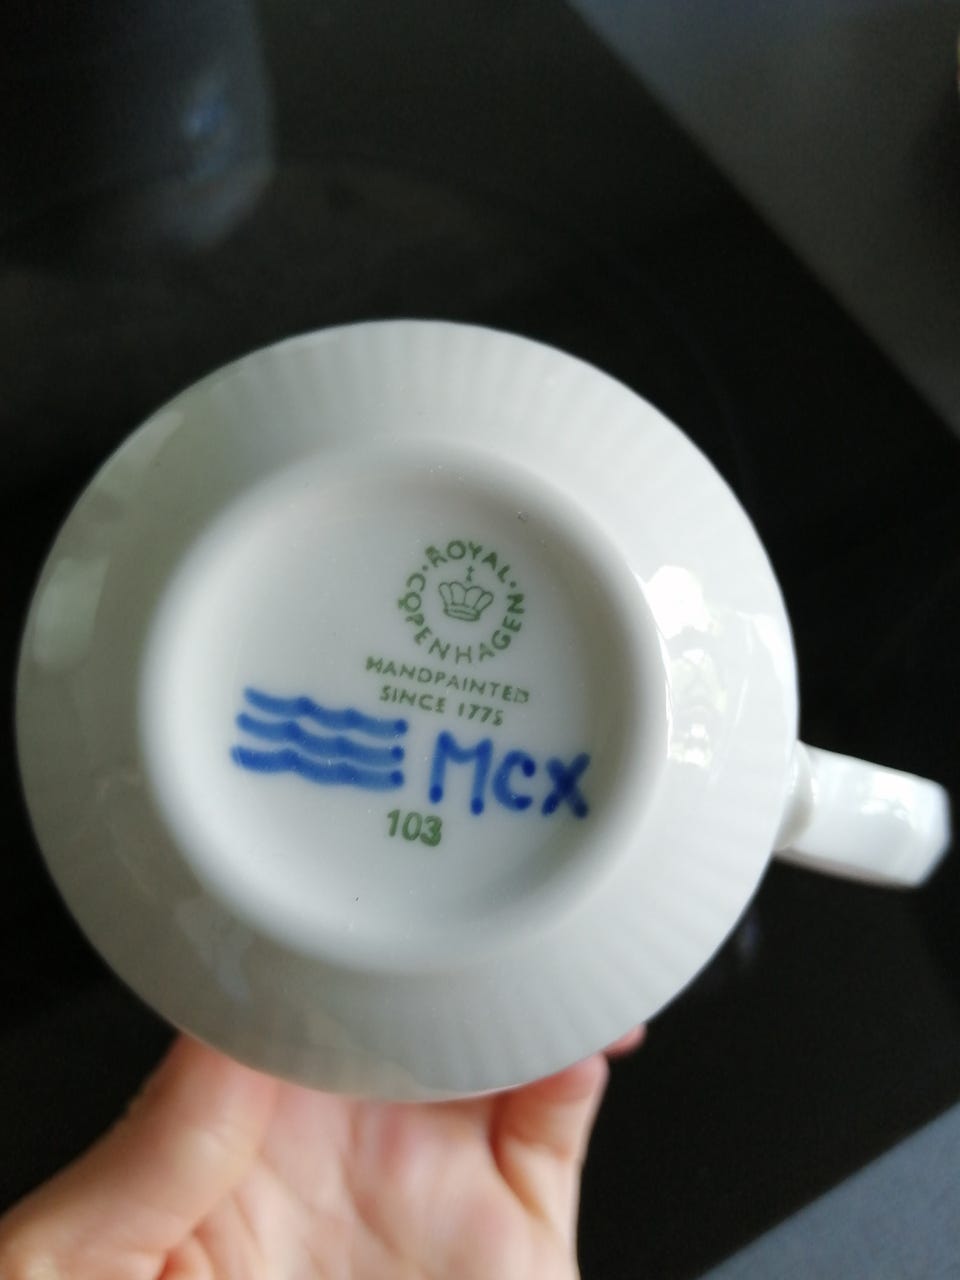 ROYAL
COPENHAGEN
HANDPAINTED
SINCE 1775
MCX
103